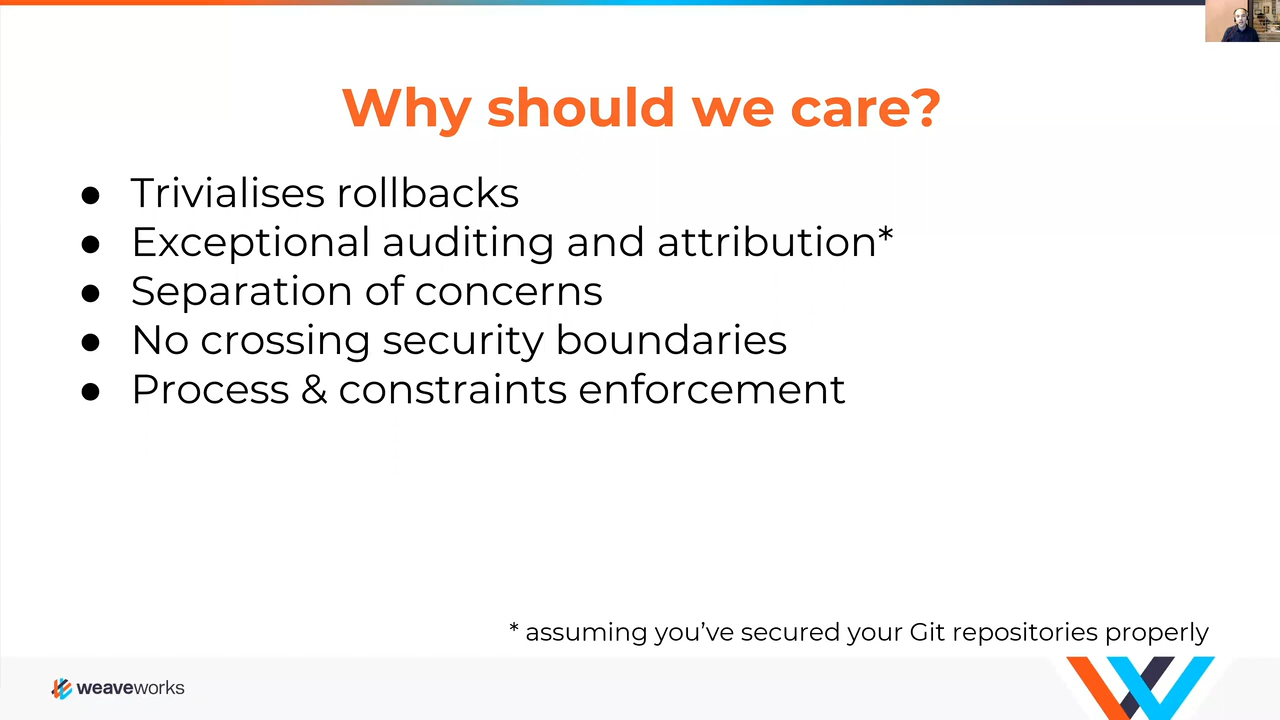 Why should we care?
● Trivialises rollbacks
● Exceptional auditing and attribution*
● Separation of concerns
● No crossing security boundaries
● Process & constraints enforcement
* assuming you’ve secured your Git repositories properly
weaveworks